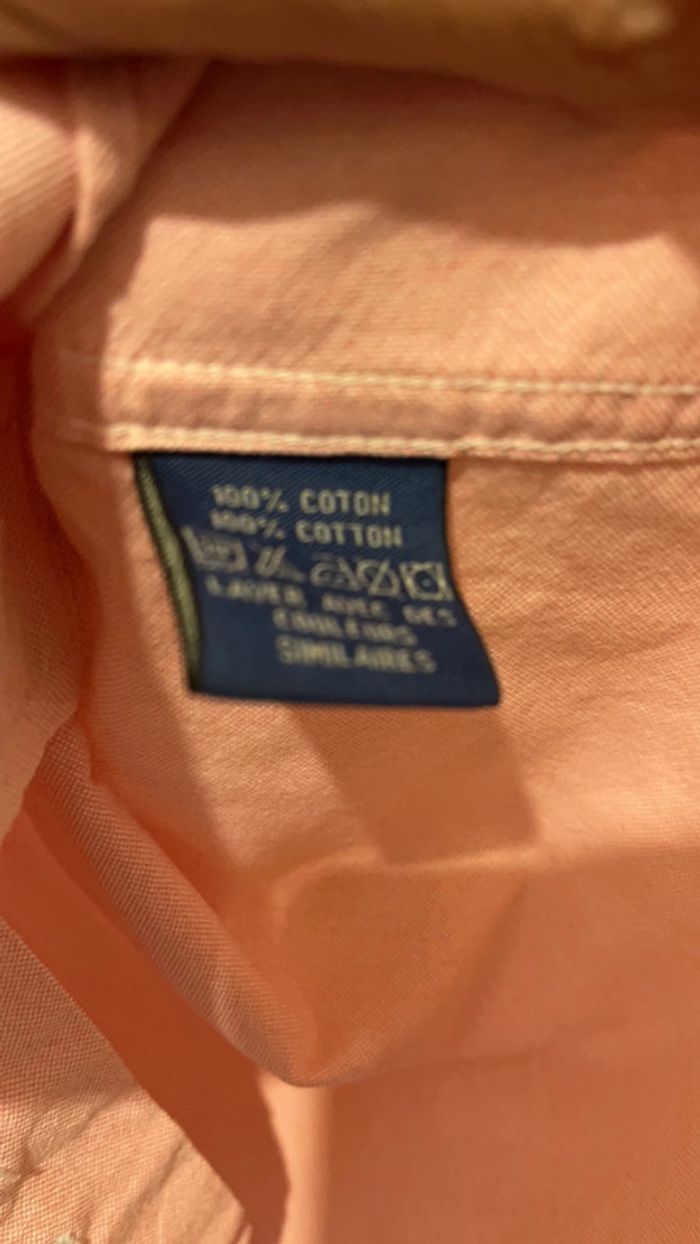 100% COTON
100% COTTON
LAVER AVEC DES
COULEURS
SIMILAIRES